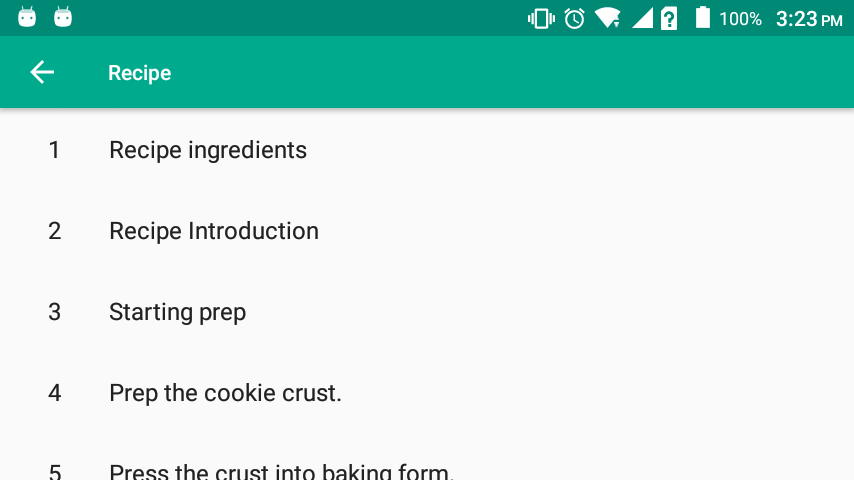 100% 3:23 PM
Recipe
1 Recipe ingredients
2 Recipe Introduction
3 Starting prep
4 Prep the cookie crust.
5 Press the crust into baking form.